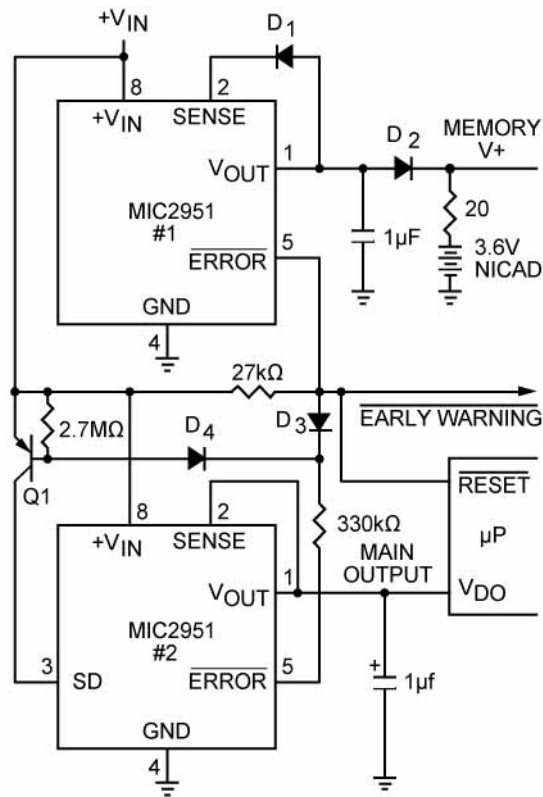 +VIN
D1
8
2
+VIN
SENSE
D2
MEMORY
V+
1
VOUT
MIC2951
#1
20
1µF
5
ERROR
3.6V
NICAD
GND
4
27kΩ
EARLY WARNING
2.7MΩ
D4
D3
Q1
RESET
8
2
330kΩ
+VIN
SENSE
µP
MAIN
OUTPUT
1
VOUT
VDO
MIC2951
#2
3
SD
5
ERROR
+
1µf
GND
4